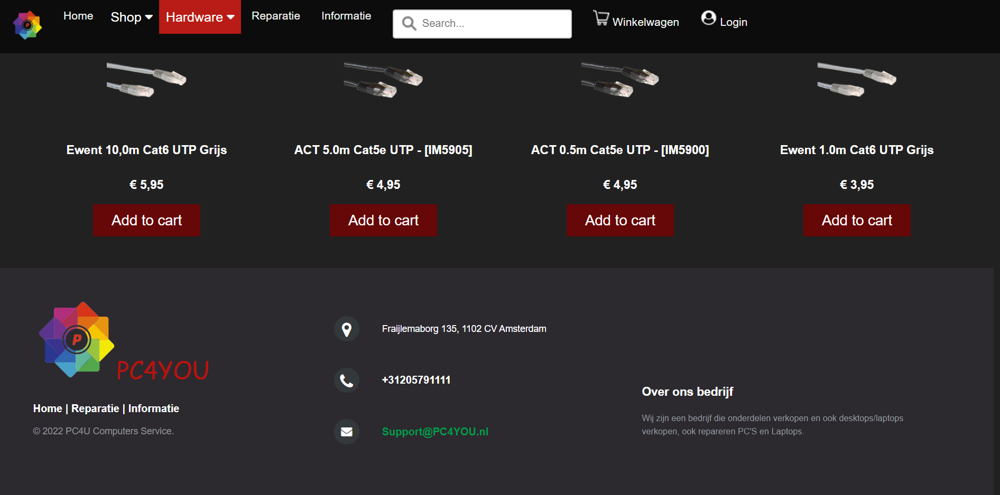 P
Home
Shop
Hardware
Reparatie
Informatie
Search...
Winkelwagen
Login
Ewent 10,0m Cat6 UTP Grijs
€ 5,95
Add to cart
ACT 5.0m Cat5e UTP - [IM5905]
€ 4,95
Add to cart
ACT 0.5m Cat5e UTP - [IM5900]
€ 4,95
Add to cart
Ewent 1.0m Cat6 UTP Grijs
€ 3,95
Add to cart
P
PC4YOU
Home | Reparatie | Informatie
© 2022 PC4U Computers Service.
Fraijlemaborg 135, 1102 CV Amsterdam
+31205791111
Support@PC4YOU.nl
Over ons bedrijf
Wij zijn een bedrijf die onderdelen verkopen en ook desktops/laptops
verkopen, ook repareren PC'S en Laptops.